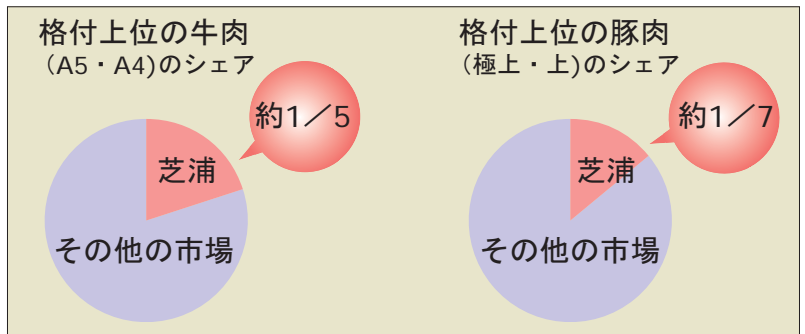 格付上位の牛肉
（A5・A4)のシェア
約1／5
芝浦
その他の市場
格付上位の豚肉
(極上・上)のシェア
約1／7
芝浦
その他の市場